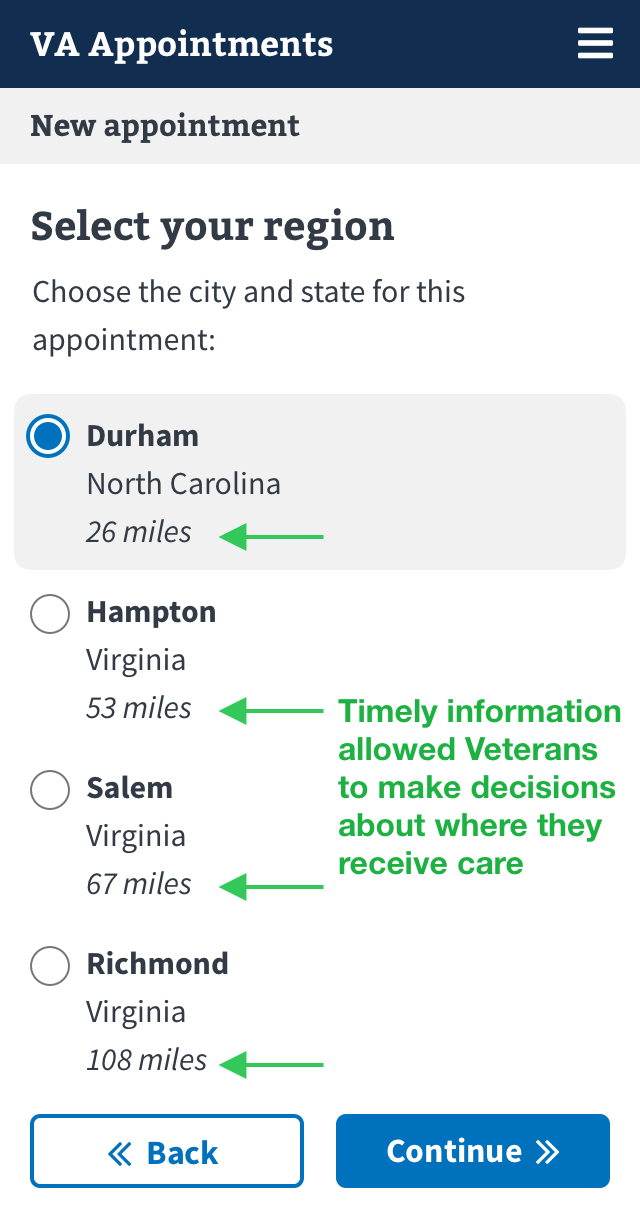 VA Appointments
New appointment
Select your region
Choose the city and state for this
appointment:
Durham
North Carolina
26 miles
Hampton
Virginia
53 miles
Timely information
allowed Veterans
to make decisions
about where they
receive care
Salem
Virginia
67 miles
Richmond
Virginia
108 miles
Back
Continue